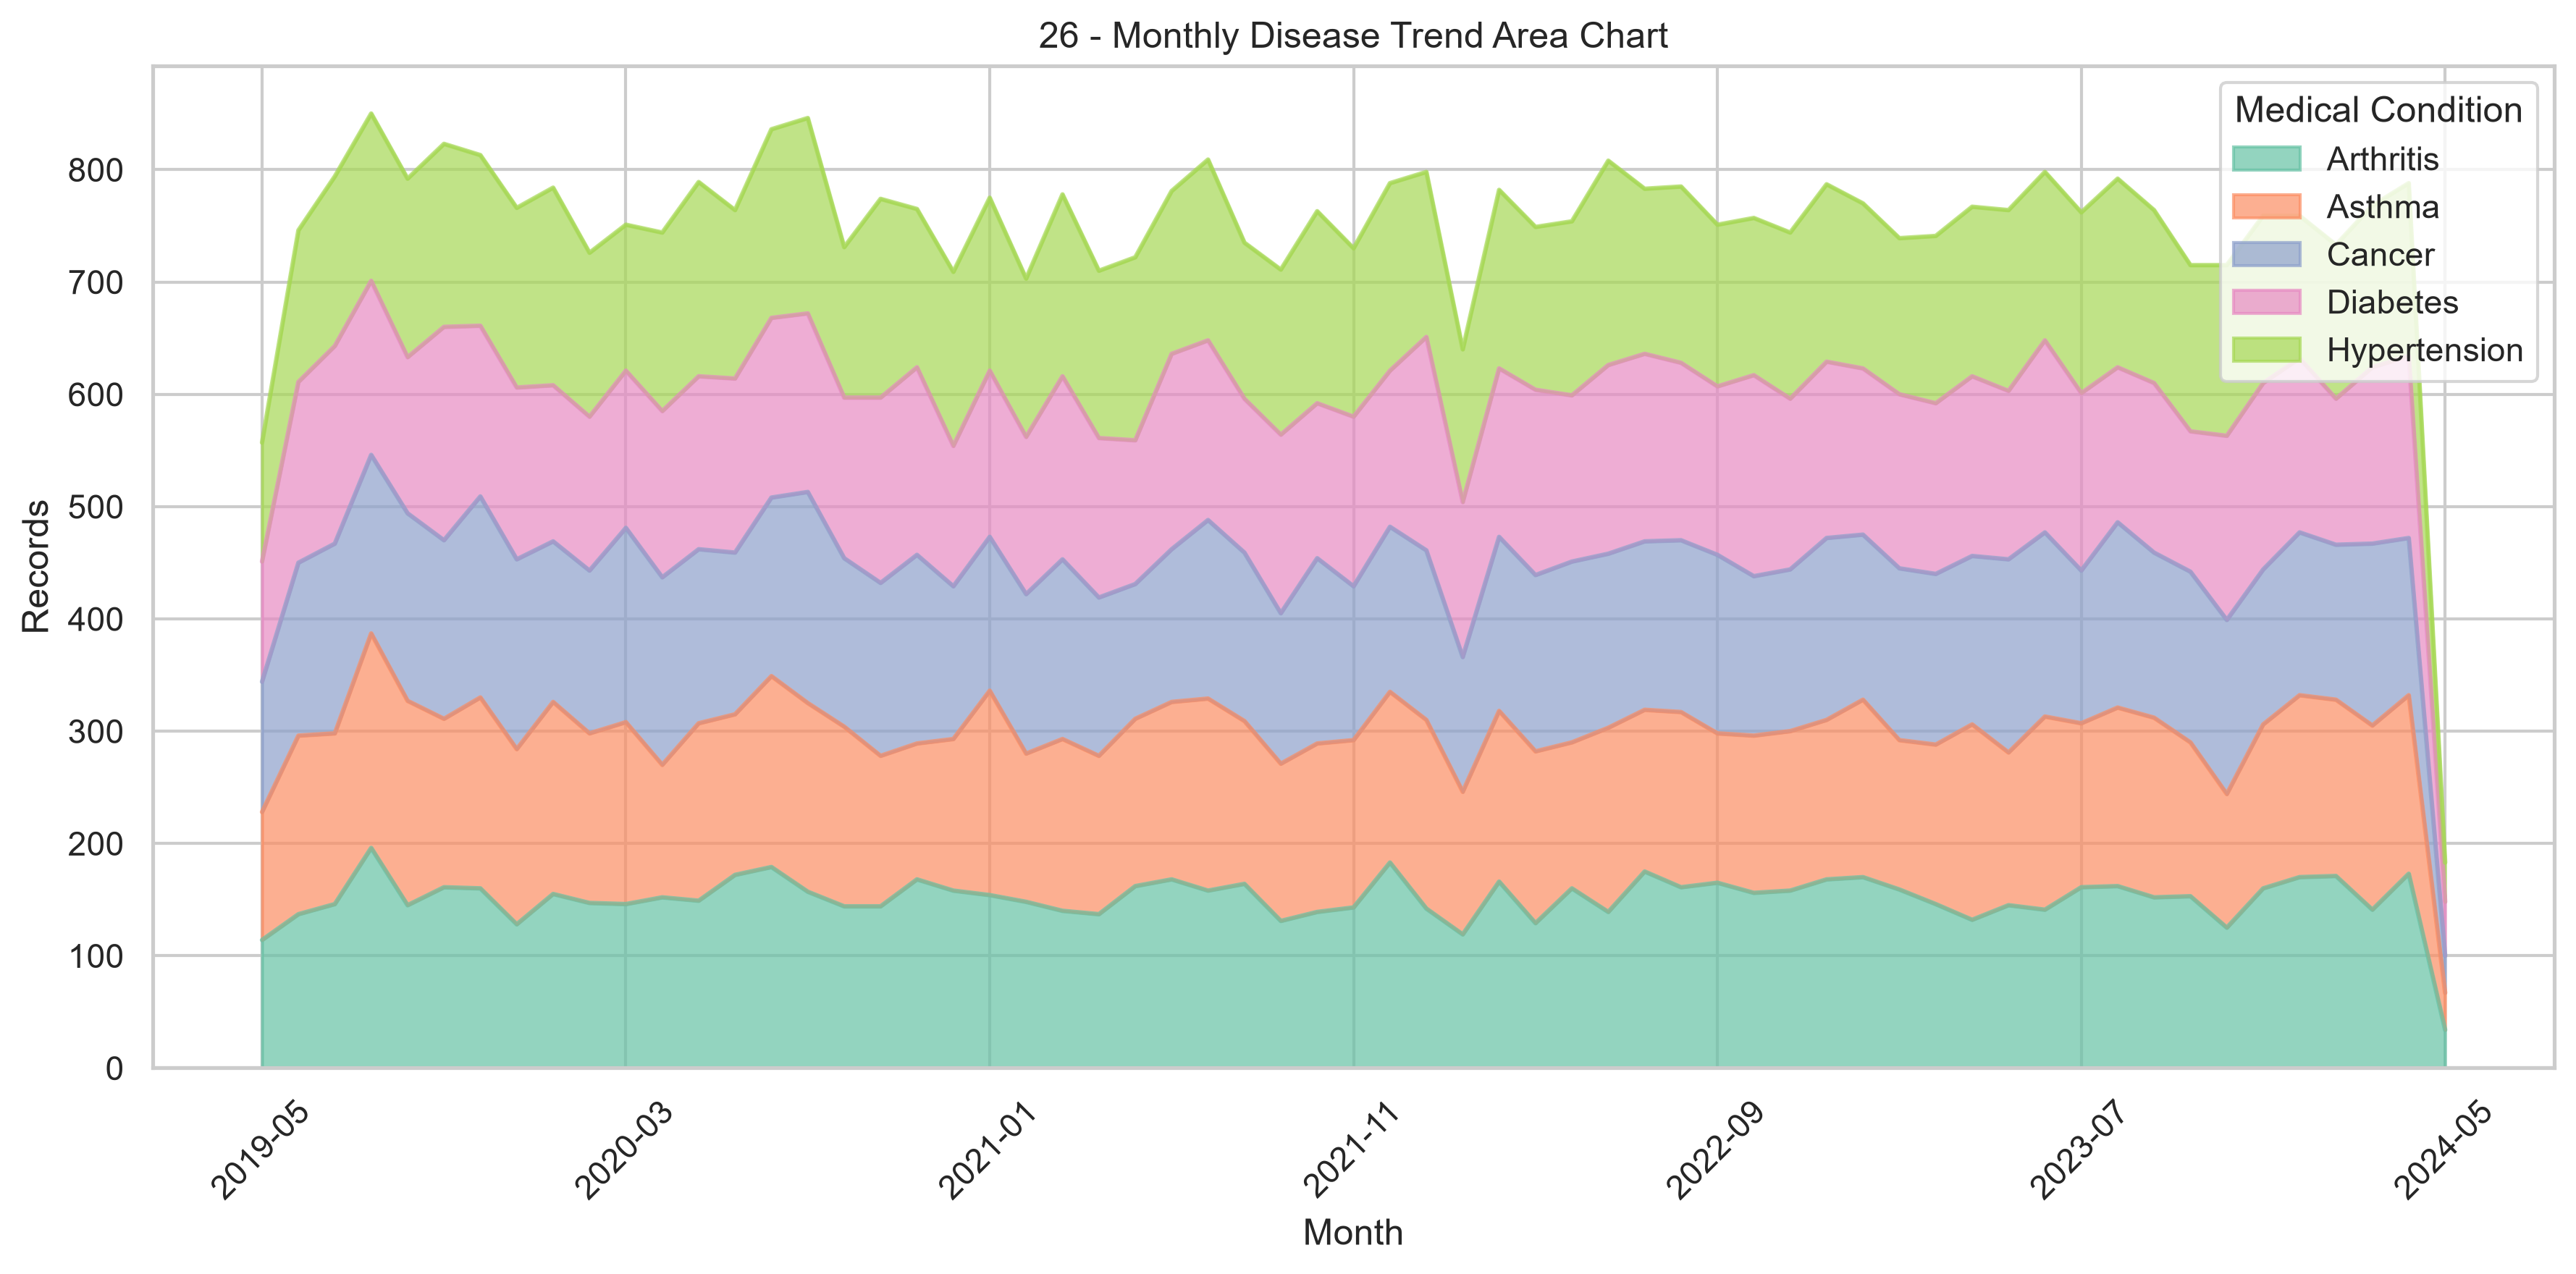 26 - Monthly Disease Trend Area Chart
Medical Condition
Arthritis
Asthma
Cancer
Diabetes
Hypertension
Records
800
700
600
500
400
300
200
100
0
2019-05
2020-03
2021-01
2021-11
2022-09
2023-07
2024-05
Month